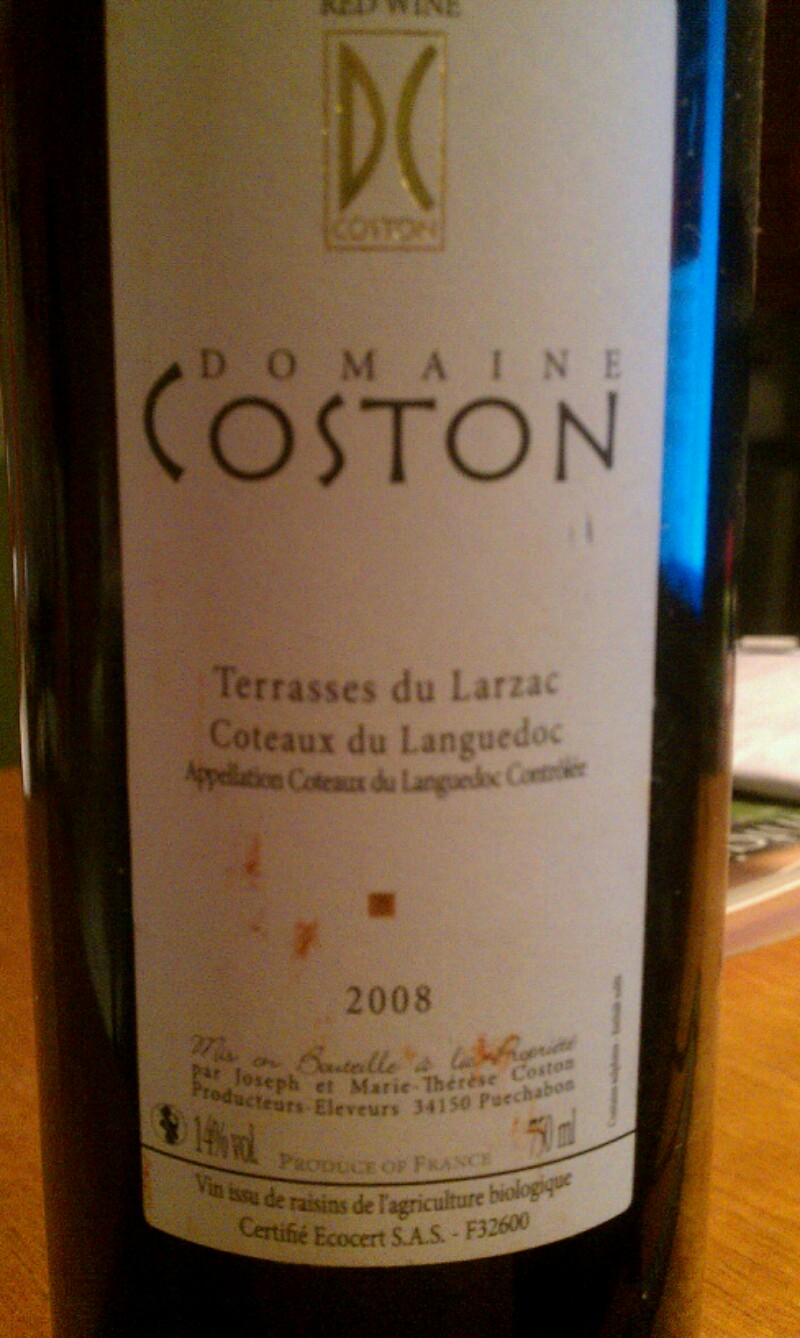 RED WINE
DC
COSTON
DOMAINE
COSTON
Terrasses du Larzac
Coteaux du Languedoc
Appellation Coteaux du Languedoc Contrôlée
2008
Mis en Bouteille à la Propriété
par Joseph et Marie-Thérèse Coston
Producteurs-Eleveurs 34150 Puechabon
14% vol. 750 ml
PRODUCE OF FRANCE
Vin issu de raisins de l'agriculture biologique
Certifié Ecocert S.A.S. - F32600